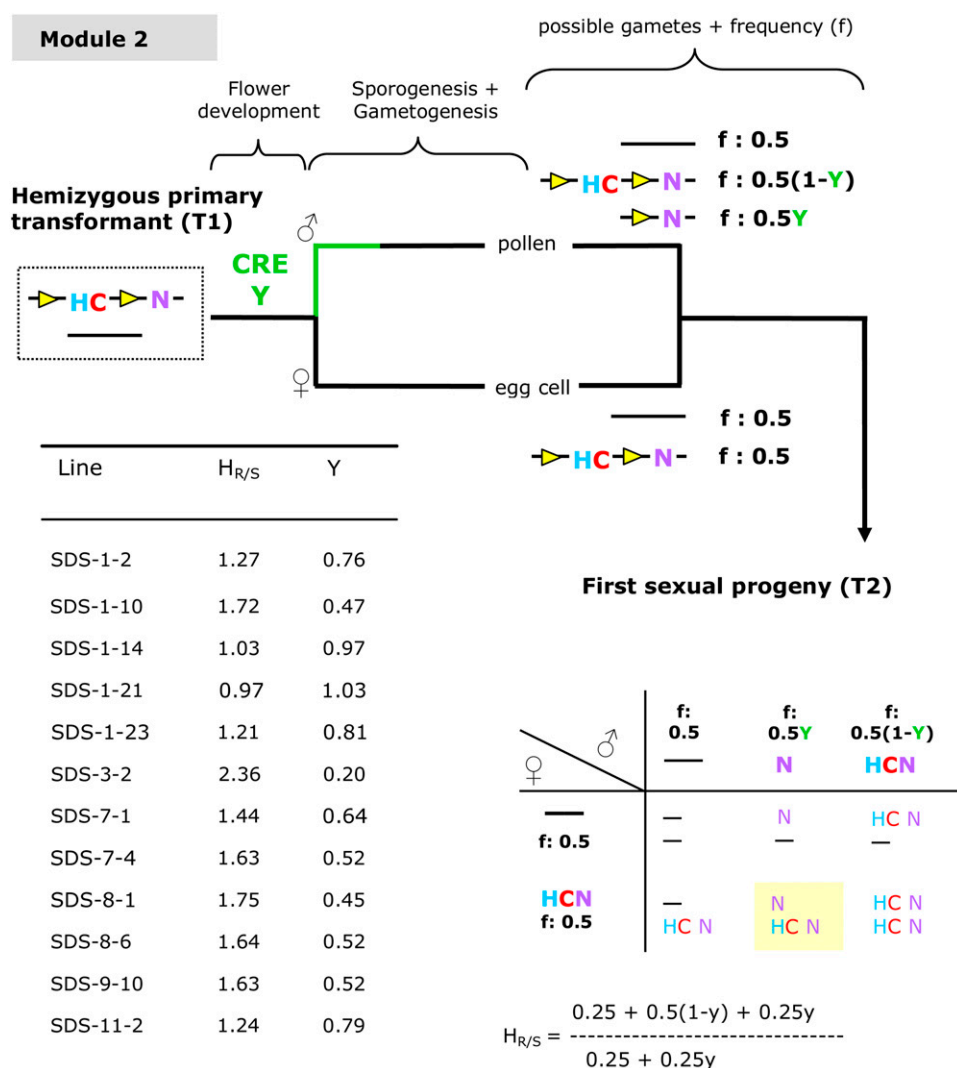 Module 2
possible gametes + frequency (f)
Flower
development
Sporogenesis +
Gametogenesis
f : 0.5
HC N f : 0.5(1-Y)
N f : 0.5Y
Hemizygous primary
transformant (T1)
♂
pollen
CRE
Y
HC N
♀
egg cell
f : 0.5
HC N f : 0.5
Line H_R/S Y
SDS-1-2 1.27 0.76
SDS-1-10 1.72 0.47
SDS-1-14 1.03 0.97
SDS-1-21 0.97 1.03
SDS-1-23 1.21 0.81
SDS-3-2 2.36 0.20
SDS-7-1 1.44 0.64
SDS-7-4 1.63 0.52
SDS-8-1 1.75 0.45
SDS-8-6 1.64 0.52
SDS-9-10 1.63 0.52
SDS-11-2 1.24 0.79
First sexual progeny (T2)
f: f: f:
0.5 0.5Y 0.5(1-Y)
♀ ♂ N HCN
N HC N
f: 0.5
HCN N HC N
f: 0.5 HC N HC N HC N
0.25 + 0.5(1-y) + 0.25y
H_R/S = ----------------------
0.25 + 0.25y